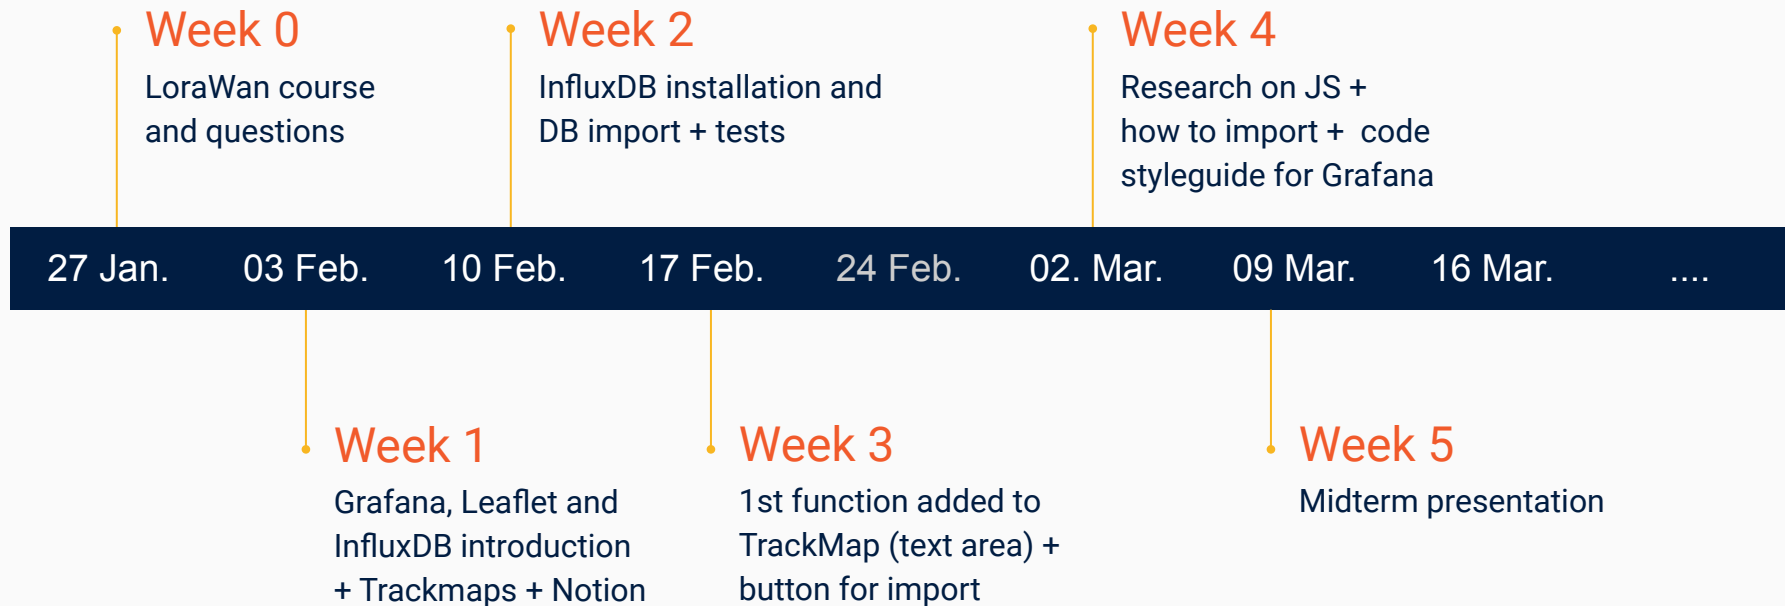 Week 0
LoraWan course
and questions
Week 2
InfluxDB installation and
DB import + tests
Week 4
Research on JS +
how to import +  code
styleguide for Grafana
27 Jan.
03 Feb.
10 Feb.
17 Feb.
24 Feb.
02. Mar.
09 Mar.
16 Mar.
....
Week 1
Grafana, Leaflet and
InfluxDB introduction
+ Trackmaps + Notion
Week 3
1st function added to
TrackMap (text area) +
button for import
Week 5
Midterm presentation